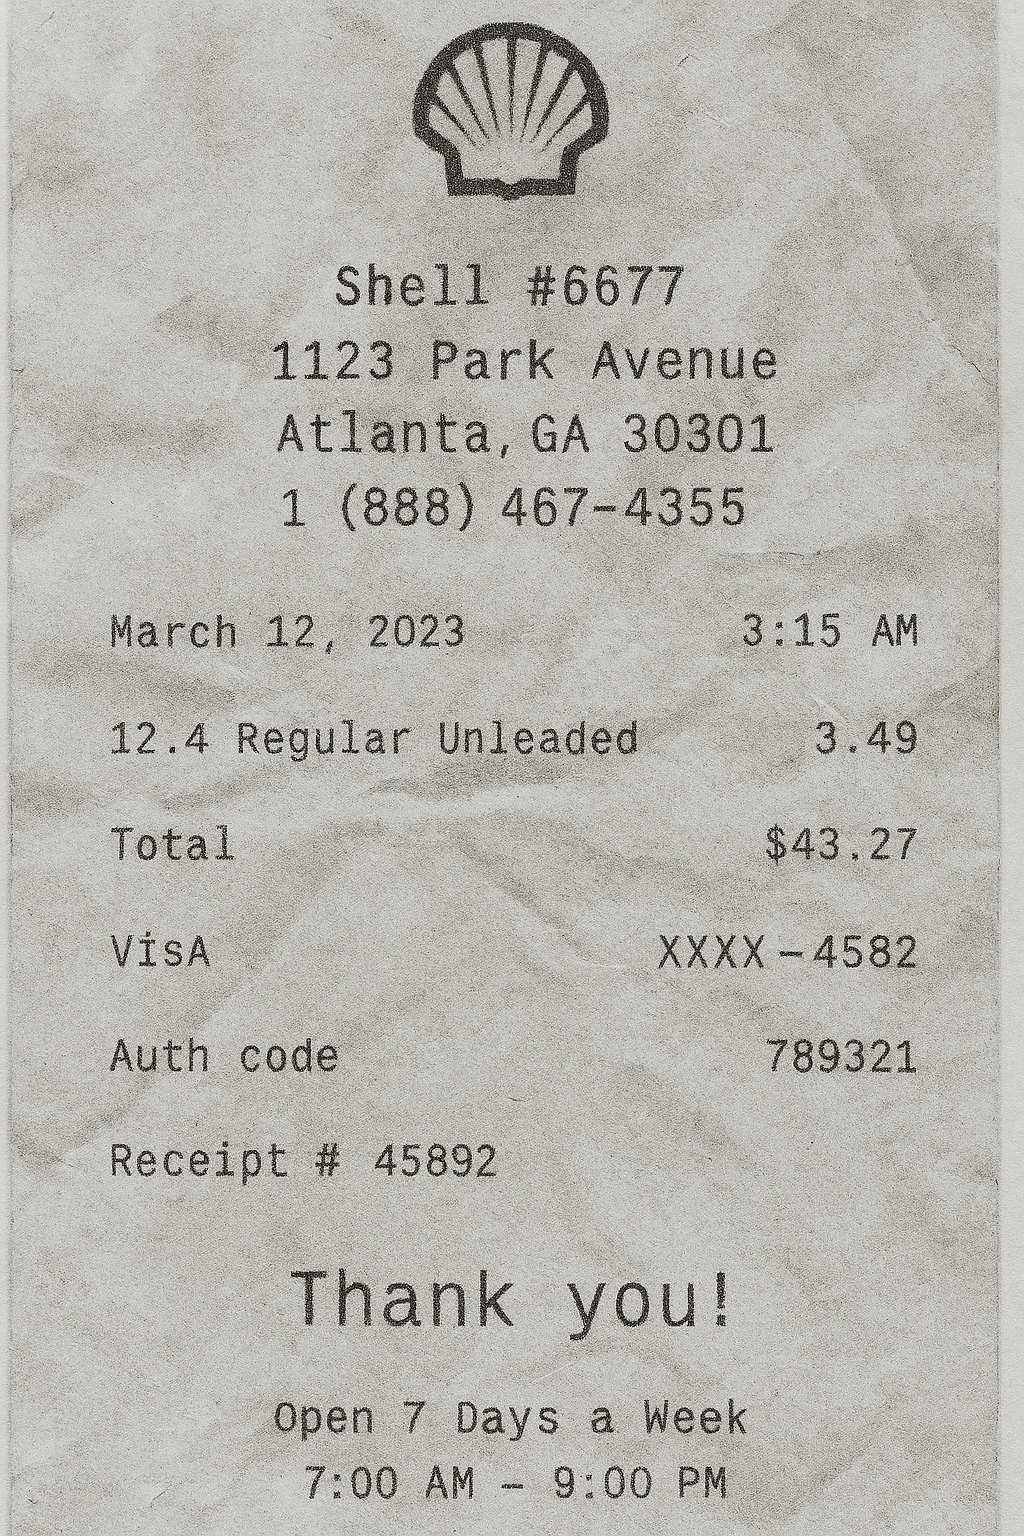 Shell #6677
1123 Park Avenue
Atlanta, GA 30301
1 (888) 467-4355
March 12, 2023 3:15 AM
12.4 Regular Unleaded 3.49
Total $43.27
VisA XXXX-4582
Auth code 789321
Receipt # 45892
Thank you!
Open 7 Days a Week
7:00 AM – 9:00 PM